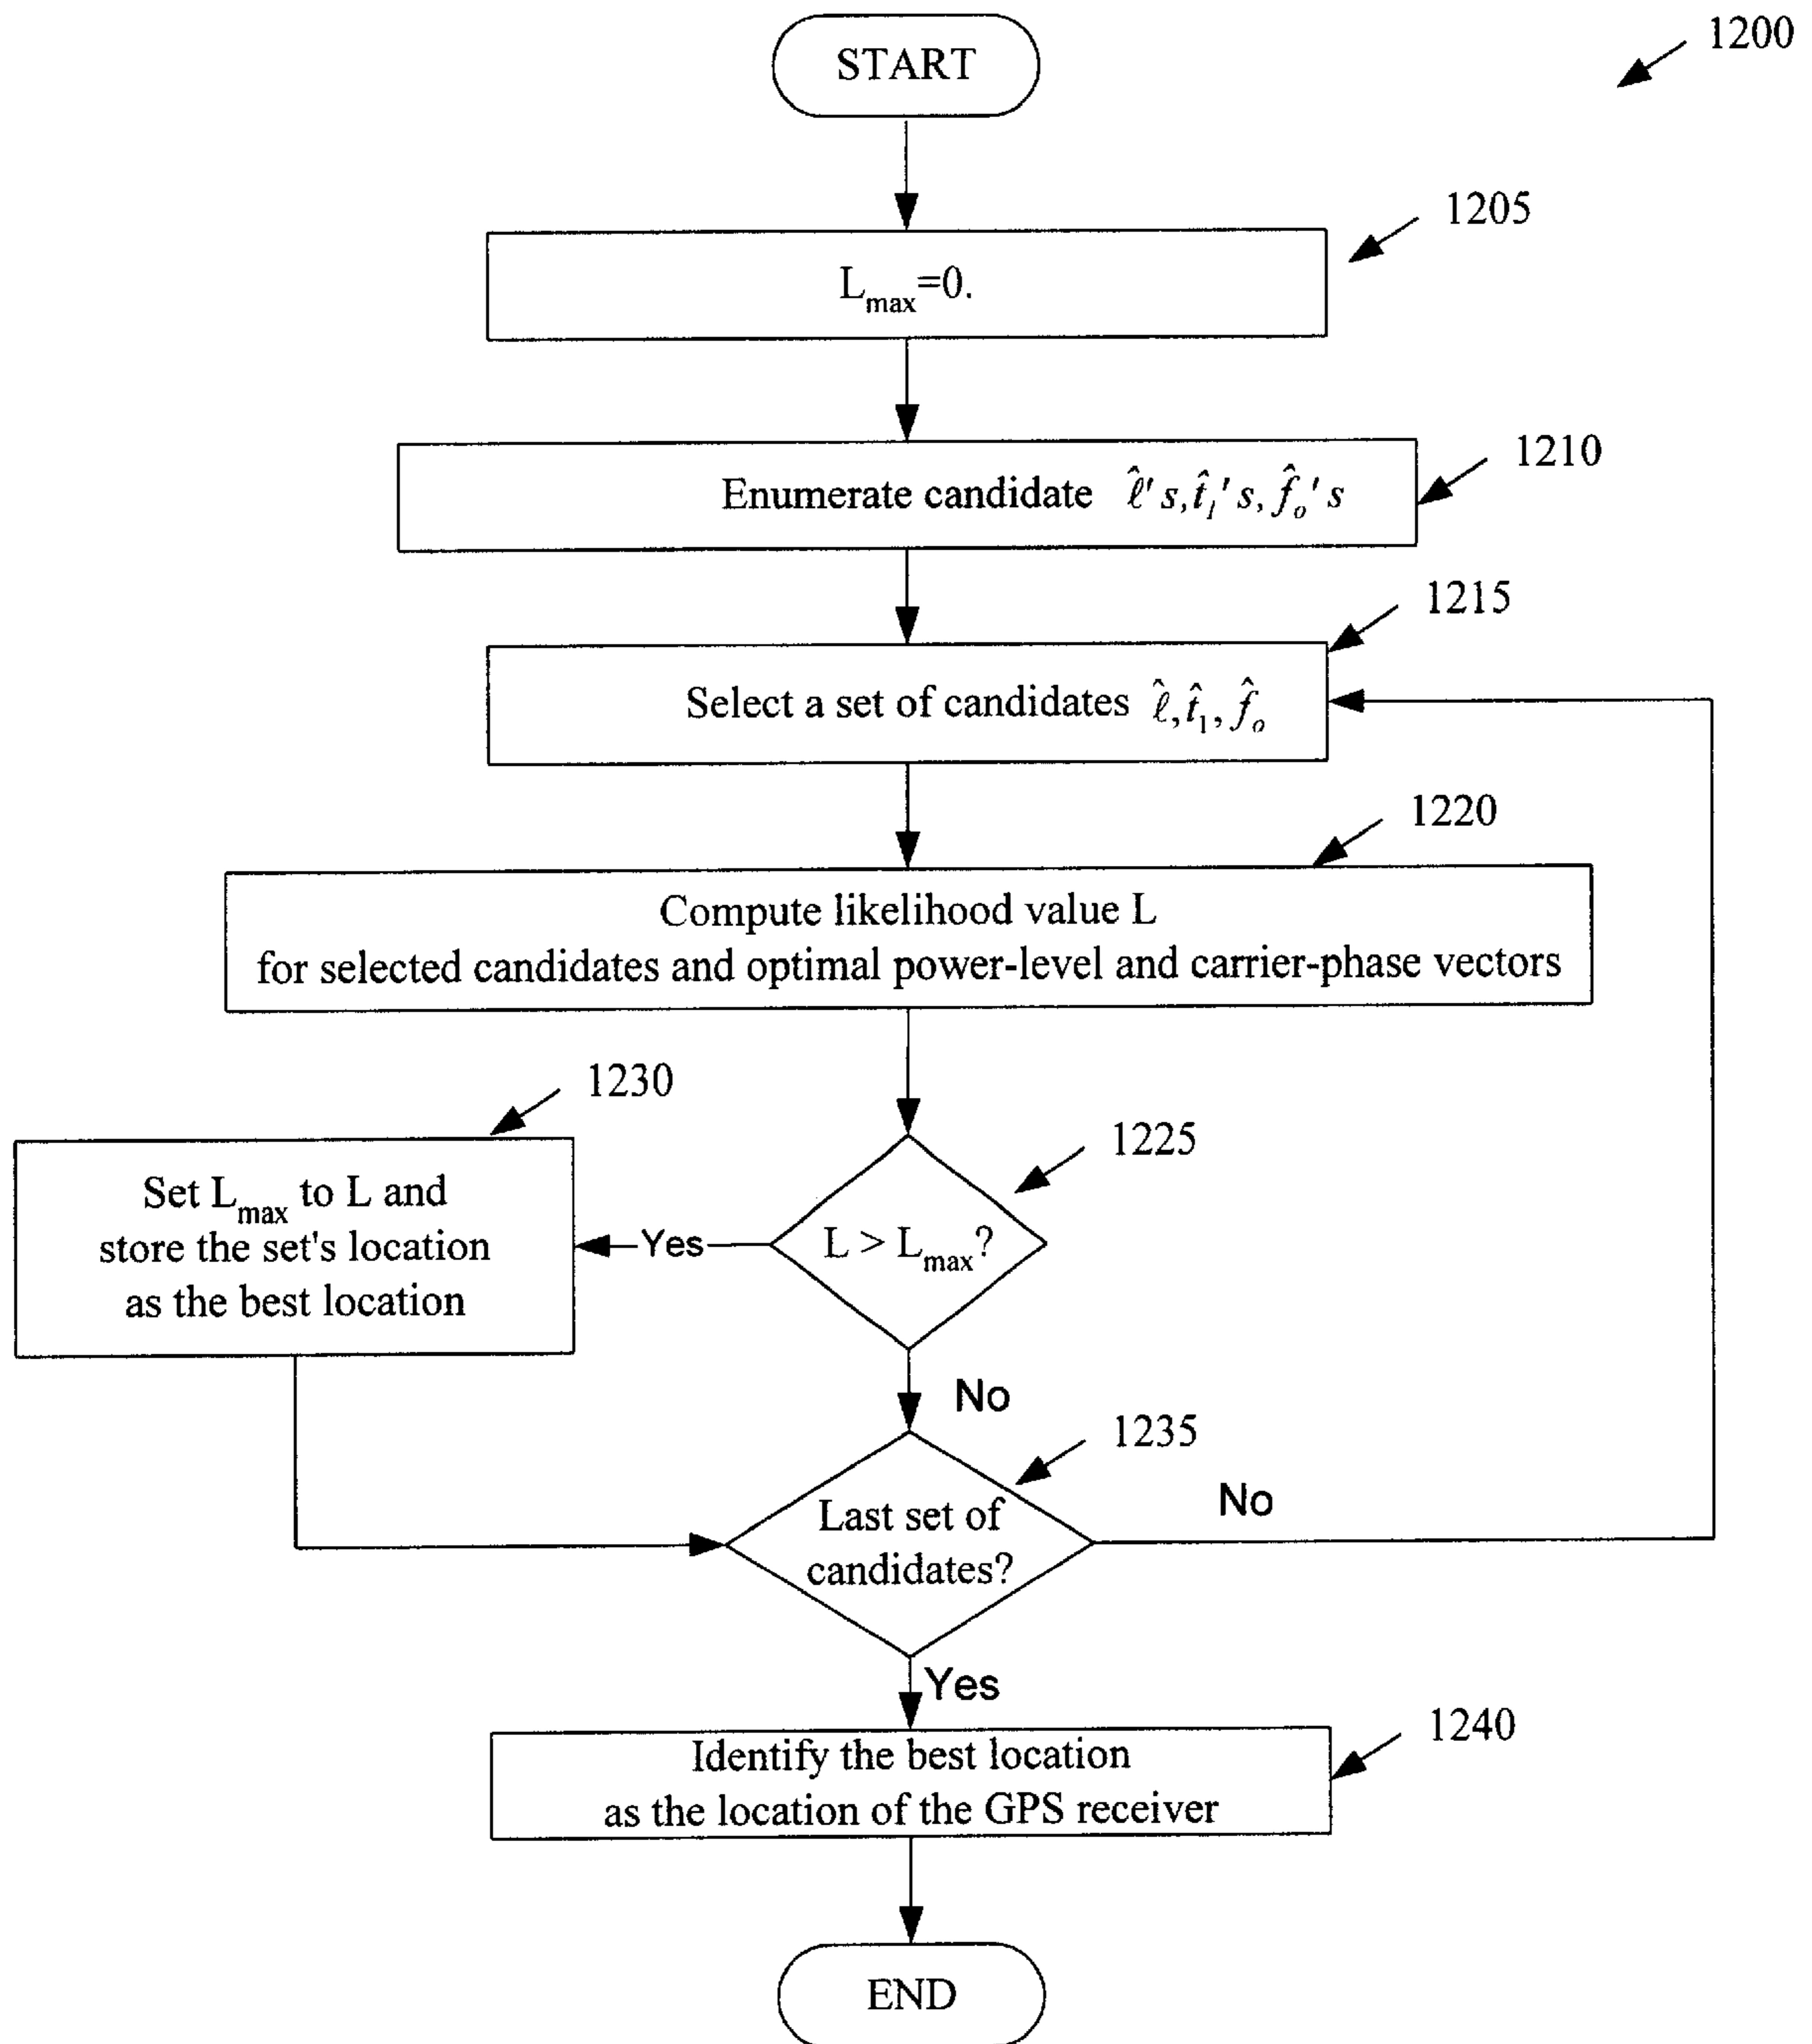 START
1200
1205
Lmax=0.
1210
Enumerate candidate ℓ̂'s, t̂₁'s, f̂ₒ's
1215
Select a set of candidates ℓ̂, t̂₁, f̂ₒ
1220
Compute likelihood value L
for selected candidates and optimal power-level and carrier-phase vectors
1230
1225
Set Lmax to L and
store the set's location
as the best location
Yes
L > Lmax?
No
1235
Last set of
candidates?
No
Yes
1240
Identify the best location
as the location of the GPS receiver
END